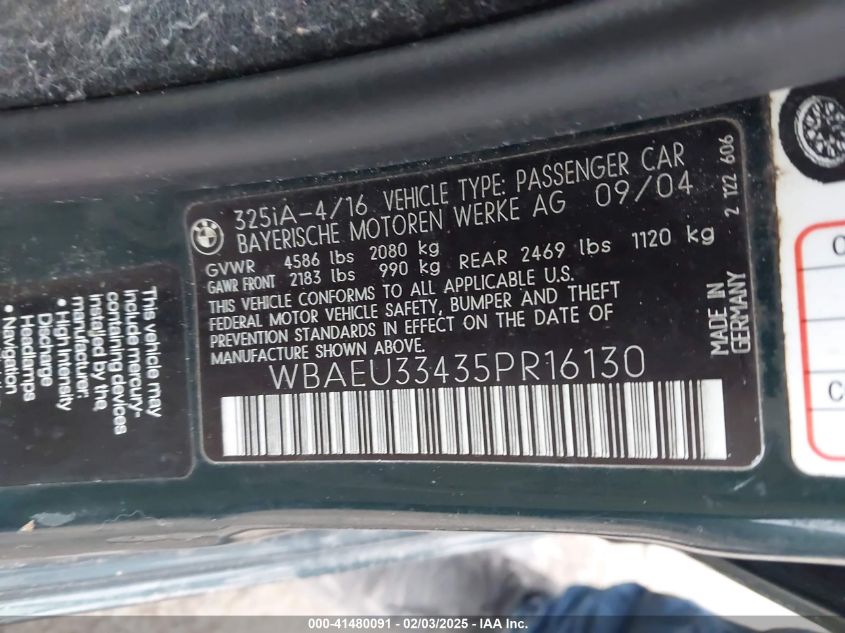 325iA-4/16 VEHICLE TYPE: PASSENGER CAR
BAYERISCHE MOTOREN WERKE AG 09/04
GVWR 4586 lbs 2080 kg
GAWR FRONT 2183 lbs 990 kg REAR 2469 lbs 1120 kg
THIS VEHICLE CONFORMS TO ALL APPLICABLE U.S.
FEDERAL MOTOR VEHICLE SAFETY, BUMPER AND THEFT
PREVENTION STANDARDS IN EFFECT ON THE DATE OF
MANUFACTURE SHOWN ABOVE.
WBAEU33435PR16130
MADE IN
GERMANY
2 122 606
This vehicle may
include mercury-
containing devices
installed by the
manufacturer:
• High Intensity
Discharge
Headlamps
• Navigation
000-41480091 - 02/03/2025 - IAAI.COM